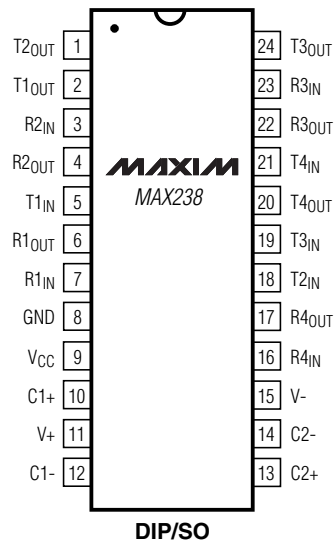 T2OUT 1 24 T3OUT
T1OUT 2 23 R3IN
R2IN 3 22 R3OUT
R2OUT 4 21 T4IN
MAXIM
MAX238
T1IN 5 20 T4OUT
R1OUT 6 19 T3IN
R1IN 7 18 T2IN
GND 8 17 R4OUT
VCC 9 16 R4IN
C1+ 10 15 V-
V+ 11 14 C2-
C1- 12 13 C2+
DIP/SO